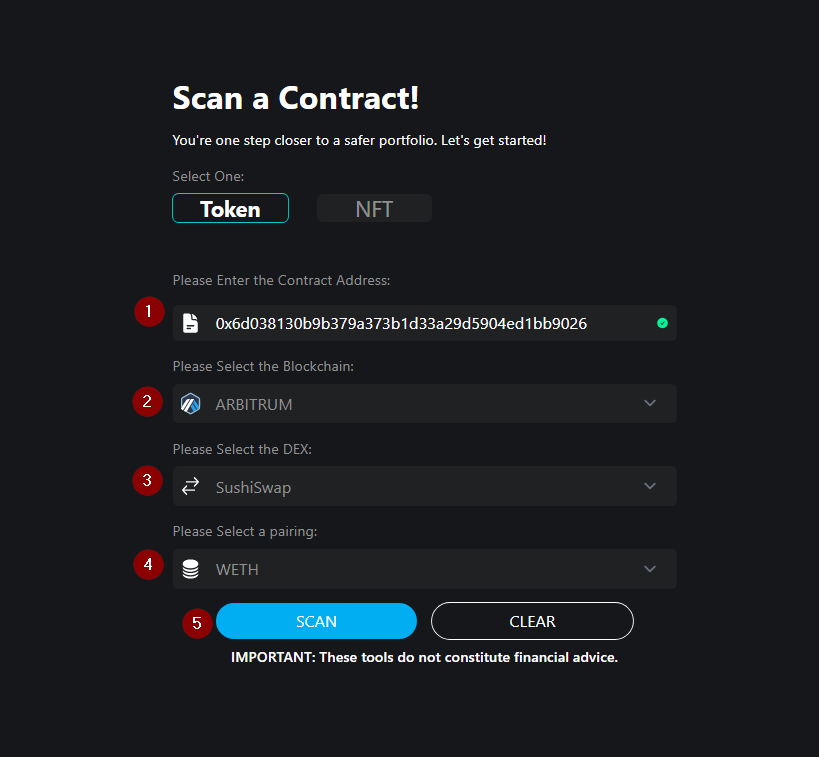 Scan a Contract!
You're one step closer to a safer portfolio. Let's get started!
Select One:
Token NFT
Please Enter the Contract Address:
1 0x6d038130b9b379a373b1d33a29d5904ed1bb9026
Please Select the Blockchain:
2 ARBITRUM
Please Select the DEX:
3 SushiSwap
Please Select a pairing:
4 WETH
5 SCAN CLEAR
IMPORTANT: These tools do not constitute financial advice.